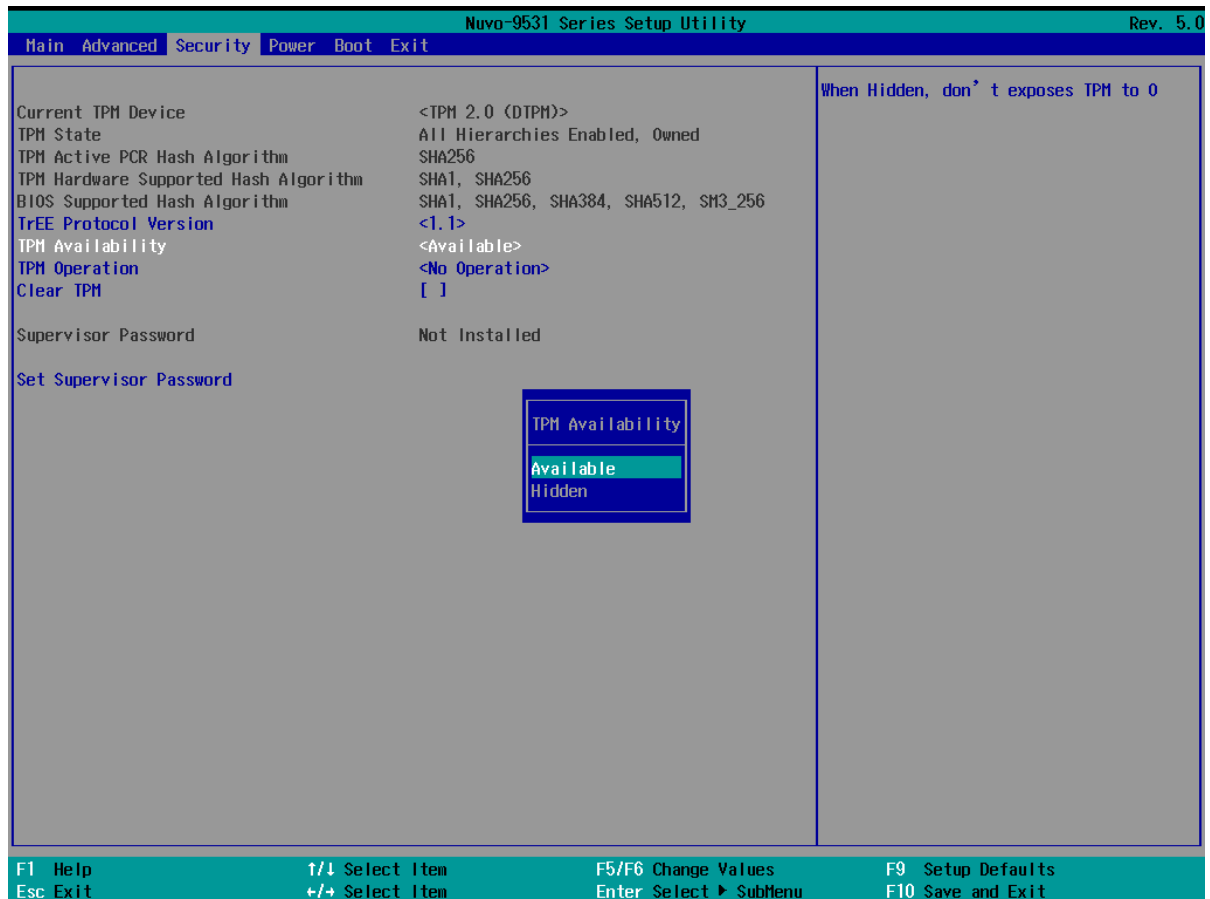 Nuvo-9531 Series Setup Utility Rev. 5.0
Main Advanced Security Power Boot Exit
When Hidden, don't exposes TPM to O
Current TPM Device <TPM 2.0 (DTPM)>
TPM State All Hierarchies Enabled, Owned
TPM Active PCR Hash Algorithm SHA256
TPM Hardware Supported Hash Algorithm SHA1, SHA256
BIOS Supported Hash Algorithm SHA1, SHA256, SHA384, SHA512, SM3_256
TrEE Protocol Version <1.1>
TPM Availability <Available>
TPM Operation <No Operation>
Clear TPM [ ]
Supervisor Password Not Installed
Set Supervisor Password
TPM Availability
Available
Hidden
F1 Help ↑/↓ Select Item F5/F6 Change Values F9 Setup Defaults
Esc Exit ←/→ Select Item Enter Select ▶ SubMenu F10 Save and Exit